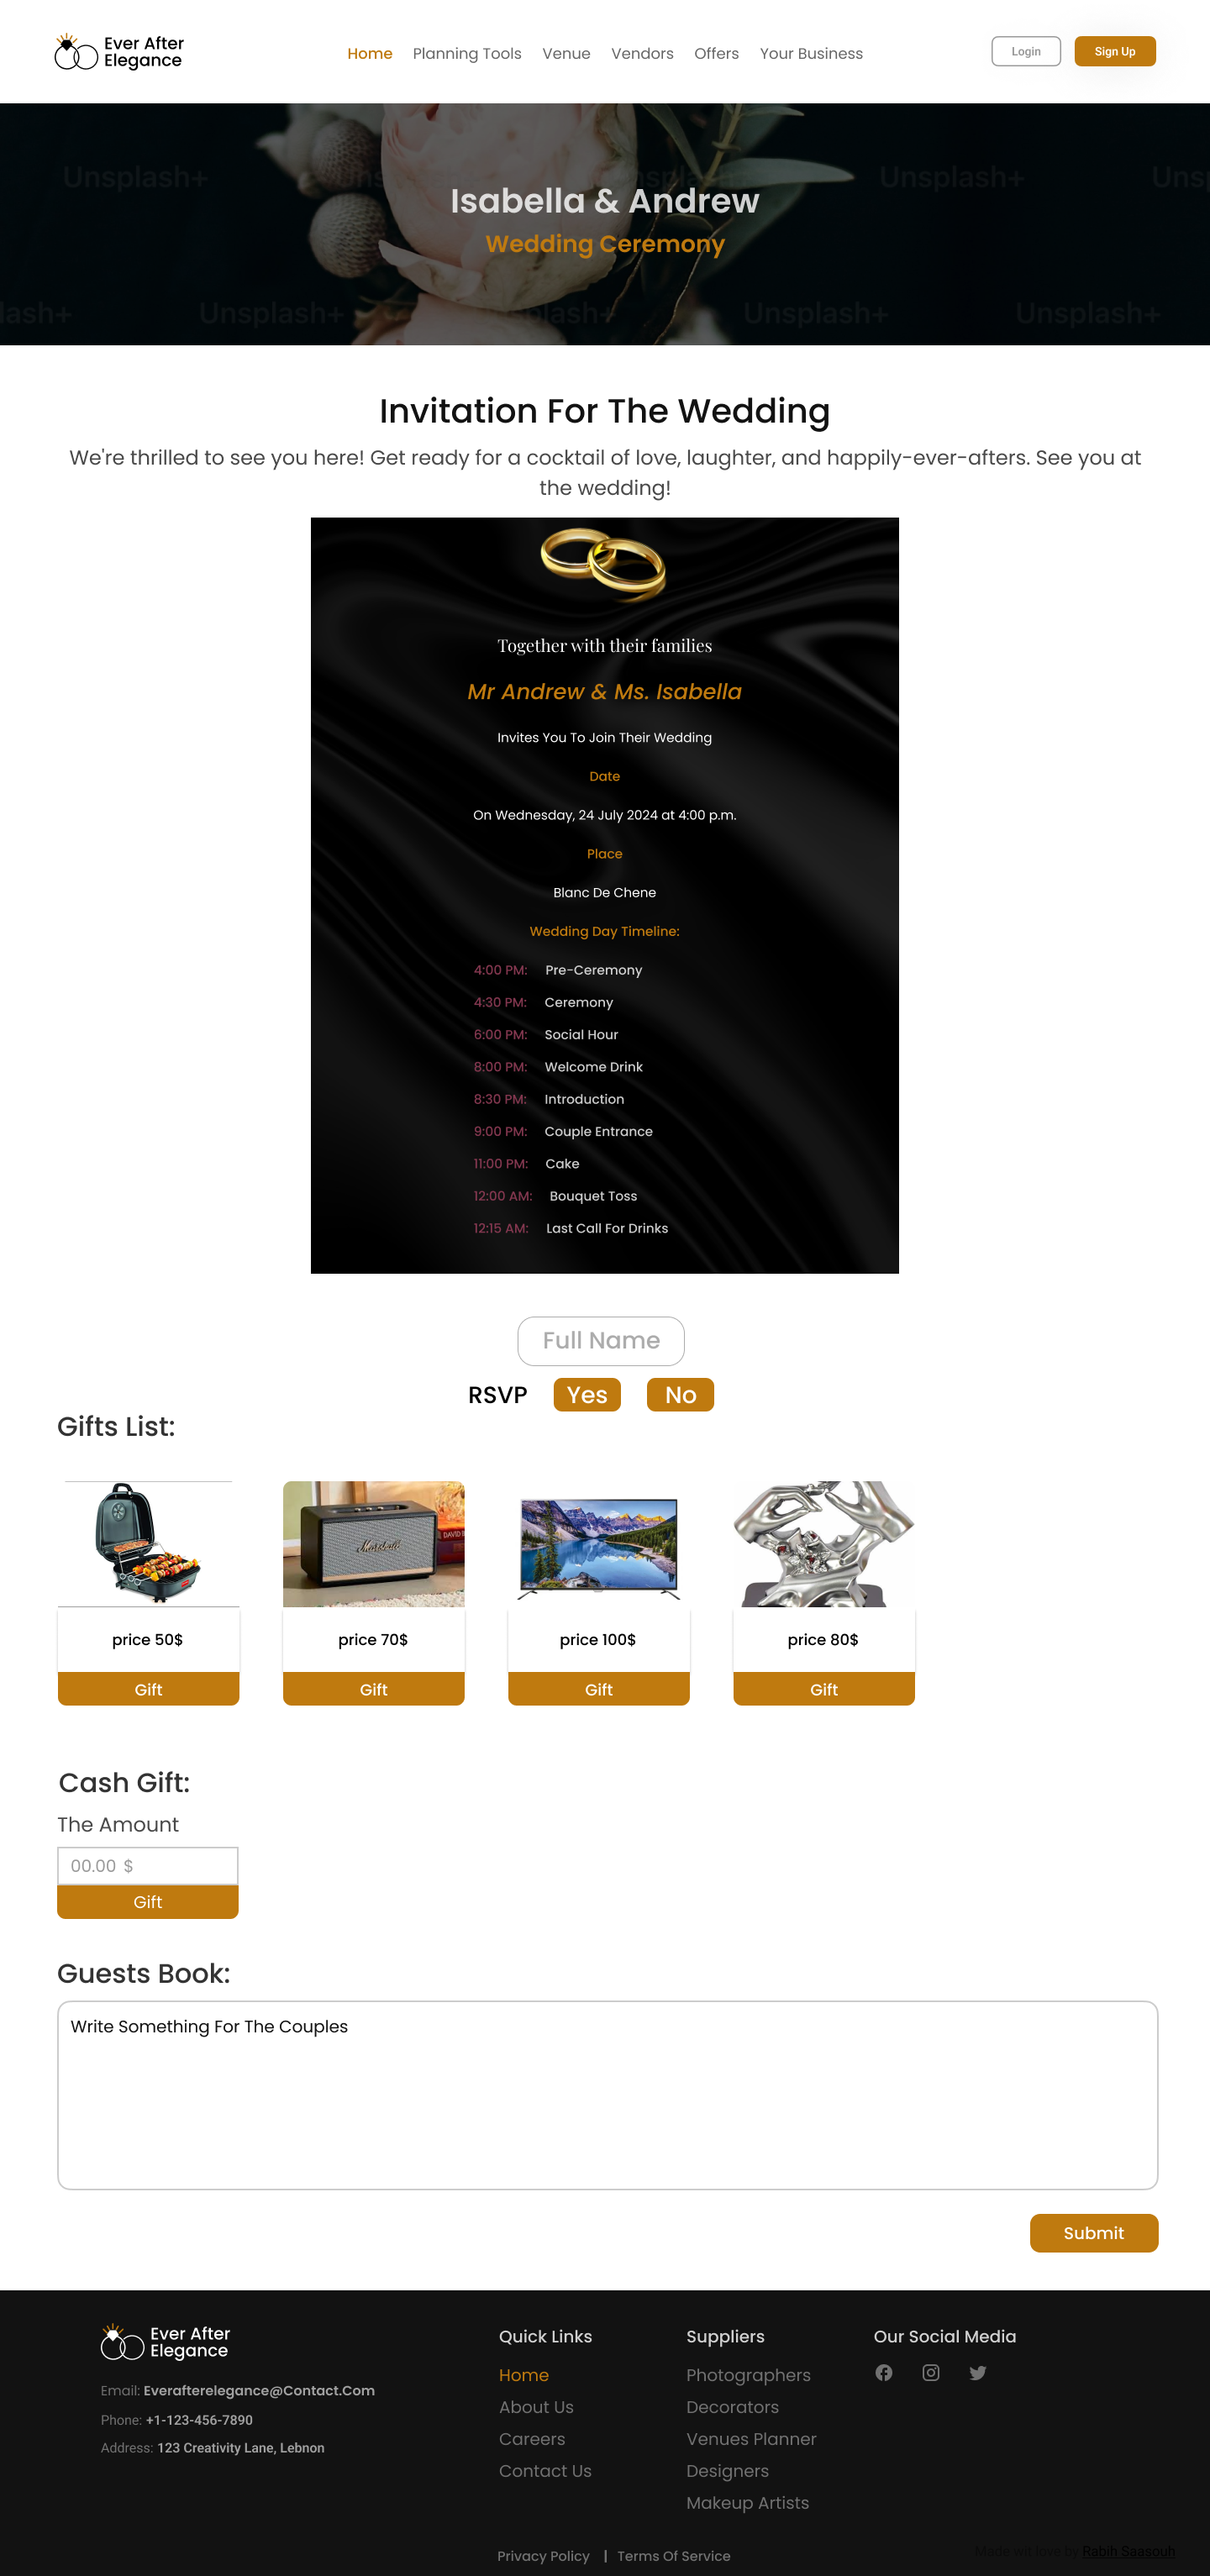 Ever After
Elegance
Home Planning Tools Venue Vendors Offers Your Business
Login
Sign Up
Unsplash+ Unsplash+
Isabella & Andrew
Wedding Ceremony
Unsplash+ Unsplash+ Unsplash+
Invitation For The Wedding
We're thrilled to see you here! Get ready for a cocktail of love, laughter, and happily-ever-afters. See you at
the wedding!
Together with their families
Mr Andrew & Ms. Isabella
Invites You To Join Their Wedding
Date
On Wednesday, 24 July 2024 at 4:00 p.m.
Place
Blanc De Chene
Wedding Day Timeline:
4:00 PM: Pre-Ceremony
4:30 PM: Ceremony
6:00 PM: Social Hour
8:00 PM: Welcome Drink
8:30 PM: Introduction
9:00 PM: Couple Entrance
11:00 PM: Cake
12:00 AM: Bouquet Toss
12:15 AM: Last Call For Drinks
Full Name
RSVP Yes No
Gifts List:
Marshall
DAVID B
price 50$ price 70$ price 100$ price 80$
Gift Gift Gift Gift
Cash Gift:
The Amount
00.00 $
Gift
Guests Book:
Write Something For The Couples
Submit
Ever After
Elegance
Email: Everafterelegance@Contact.Com
Phone: +1-123-456-7890
Address: 123 Creativity Lane, Lebnon
Quick Links
Home
About Us
Careers
Contact Us
Suppliers
Photographers
Decorators
Venues Planner
Designers
Makeup Artists
Our Social Media
Privacy Policy | Terms Of Service
love by Rabih Saasouh